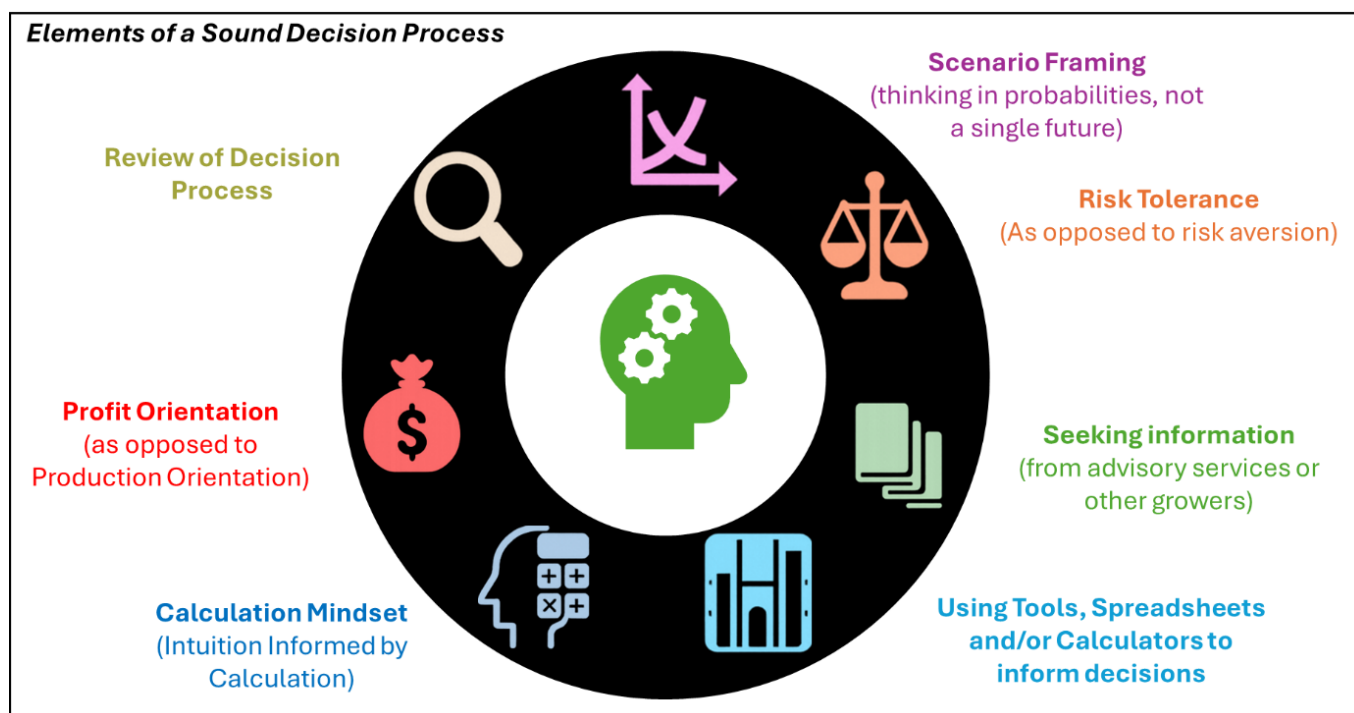 Elements of a Sound Decision Process
Scenario Framing
(thinking in probabilities, not
a single future)
Review of Decision
Process
Risk Tolerance
(As opposed to risk aversion)
Profit Orientation
(as opposed to
Production Orientation)
$
Seeking information
(from advisory services or
other growers)
Calculation Mindset
(Intuition Informed by
Calculation)
Using Tools, Spreadsheets
and/or Calculators to
inform decisions